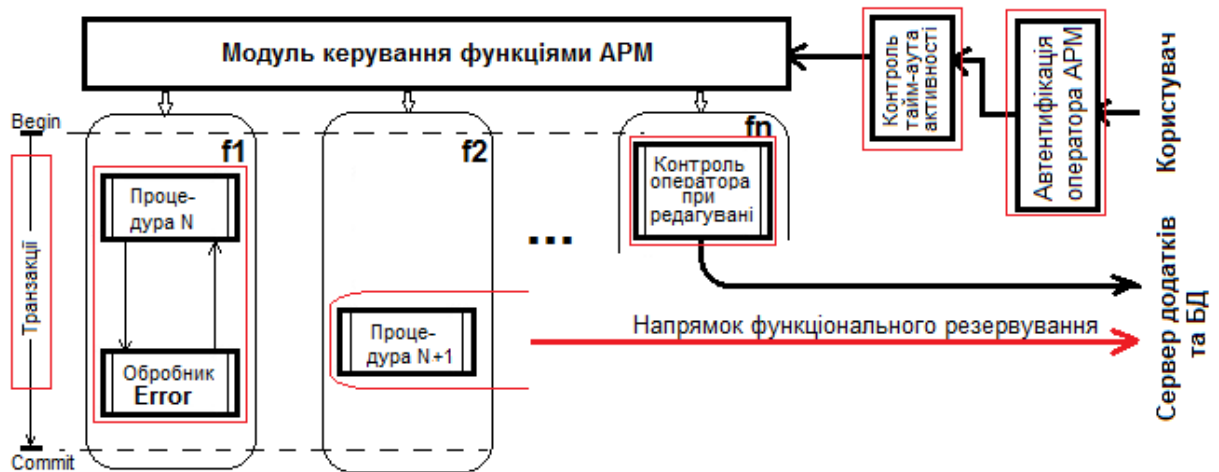 Модуль керування функціями АРМ
Контроль
тайм-аута
активності
Автентифікація
оператора АРМ
Користувач
Begin
f1
f2
fn
Проце-
дура N
Контроль
оператора
при
редагувані
...
Транзакції
Обробник
Error
Проце-
дура N+1
Напрямок функціонального резервування
Сервер додатків
та БД
Commit